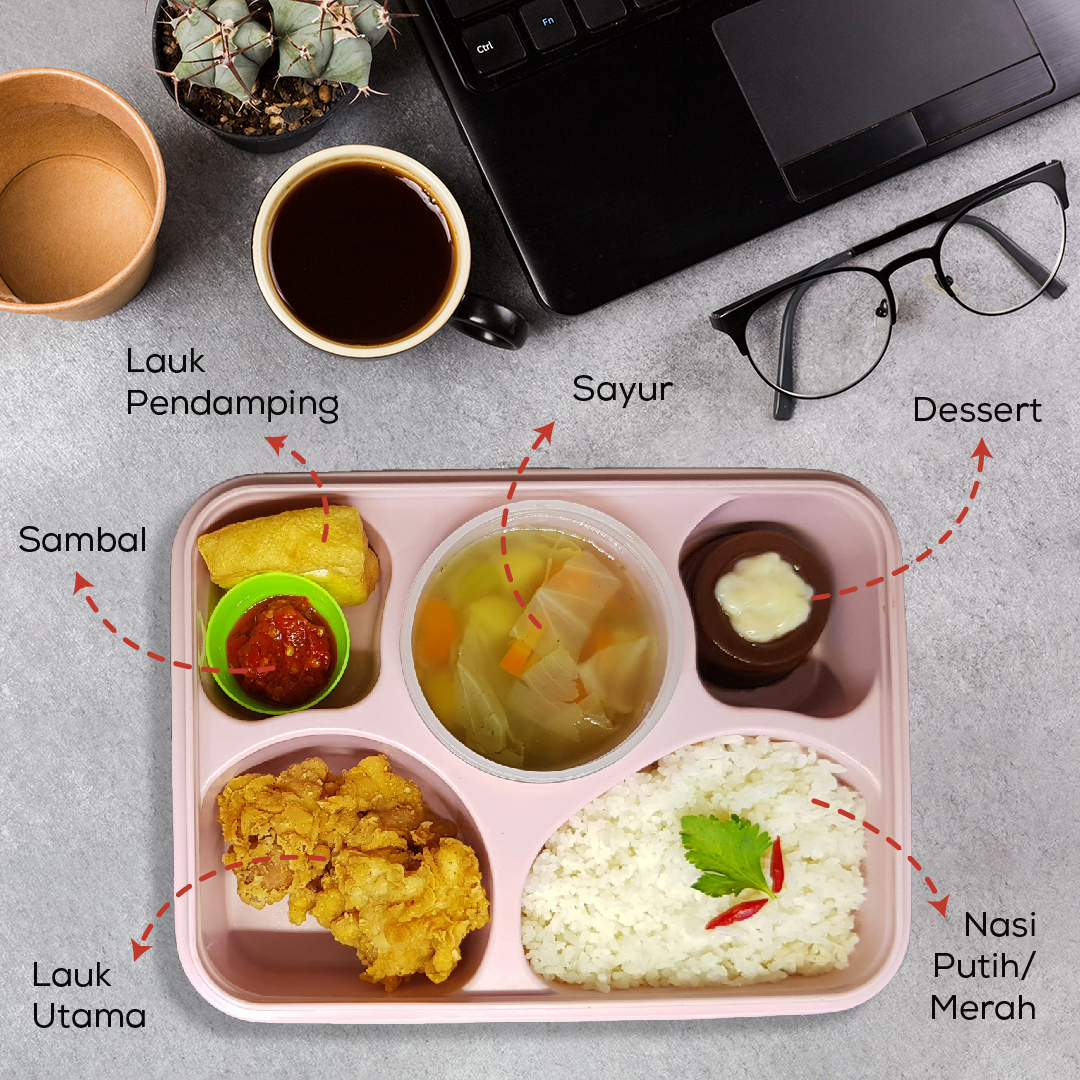 Ctrl
Fn
Lauk
Pendamping
Sayur
Dessert
Sambal
Lauk
Utama
Nasi
Putih/
Merah